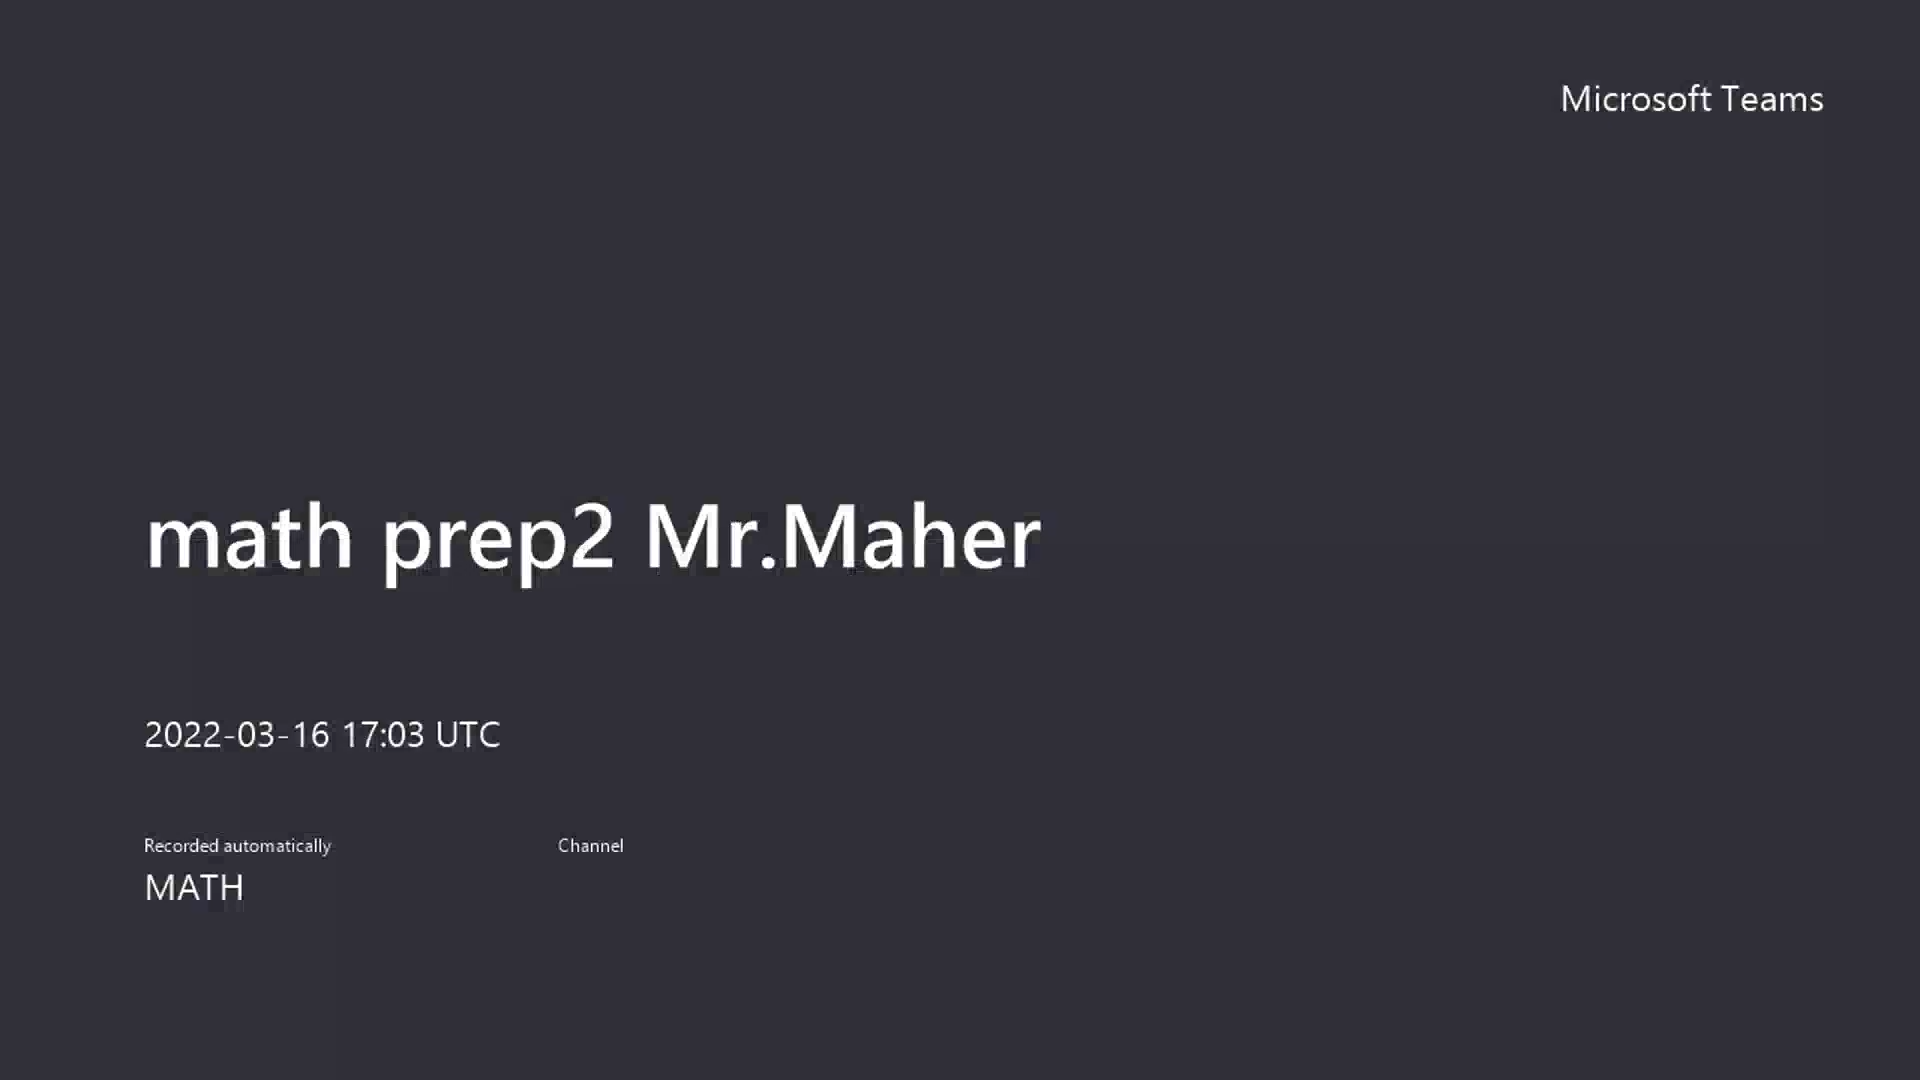 Microsoft Teams
math prep2 Mr.Maher
2022-03-16 17:03 UTC
Recorded automatically
Channel
MATH